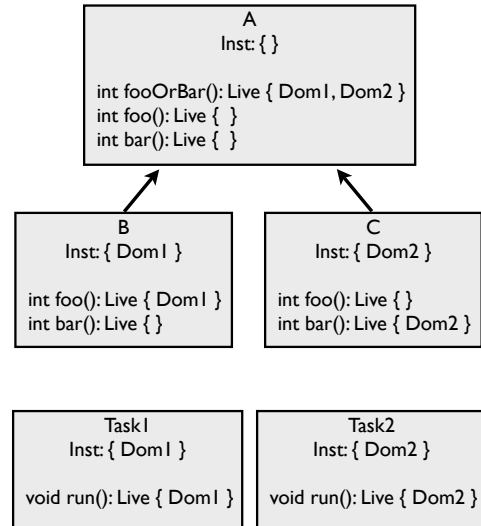 A
Inst: { }
int fooOrBar(): Live { Dom1, Dom2 }
int foo(): Live { }
int bar(): Live { }
B
Inst: { Dom1 }
int foo(): Live { Dom1 }
int bar(): Live { }
C
Inst: { Dom2 }
int foo(): Live { }
int bar(): Live { Dom2 }
Task1
Inst: { Dom1 }
void run(): Live { Dom1 }
Task2
Inst: { Dom2 }
void run(): Live { Dom2 }